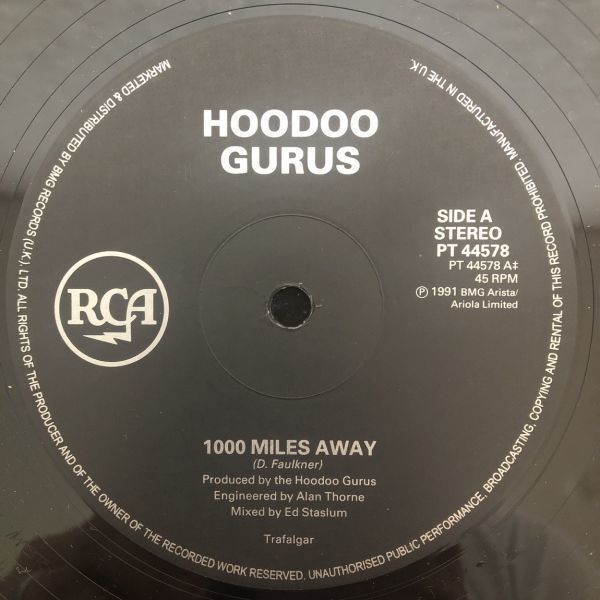 HOODOO
GURUS
SIDE A
STEREO
PT 44578
PT 44578 A‡
45 RPM
℗ 1991 BMG Arista/
Ariola Limited
RCA
1000 MILES AWAY
(D. Faulkner)
Produced by the Hoodoo Gurus
Engineered by Alan Thorne
Mixed by Ed Staslum
Trafalgar
MARKETED & DISTRIBUTED BY BMG RECORDS (U.K.) LTD. ALL RIGHTS OF THE PRODUCER AND OF THE OWNER OF THE RECORDED WORK RESERVED. UNAUTHORISED PUBLIC PERFORMANCE, BROADCASTING, COPYING AND RENTAL OF THIS RECORD PROHIBITED. MANUFACTURED IN THE U.K.